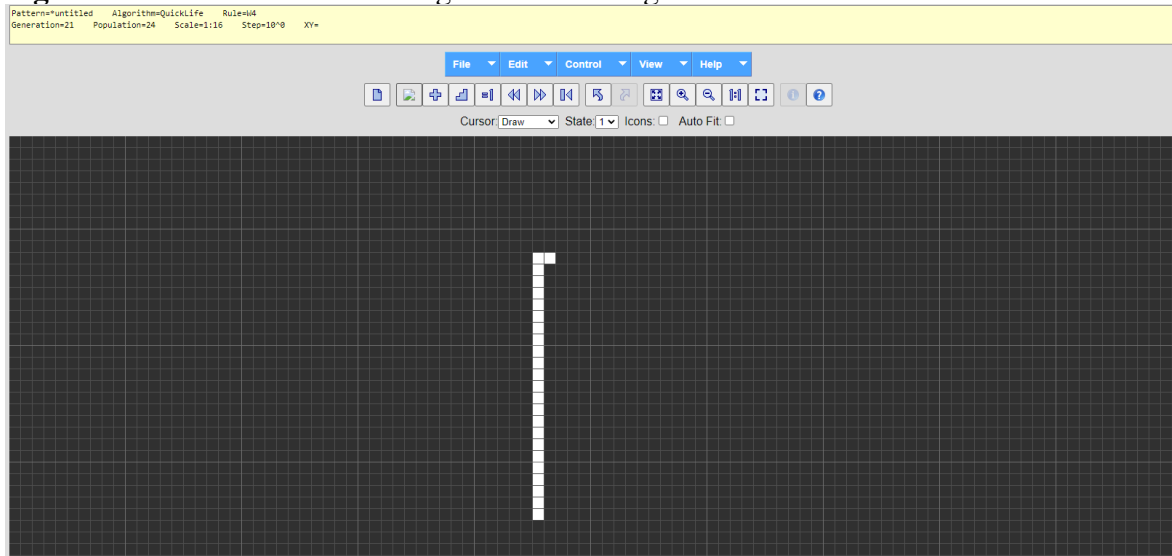 Pattern=*untitled Algorithm=QuickLife Rule=W4
Generation=21 Population=24 Scale=1:16 Step=10^0 XY=
File Edit Control View Help
Cursor: Draw State: 1 Icons: Auto Fit: